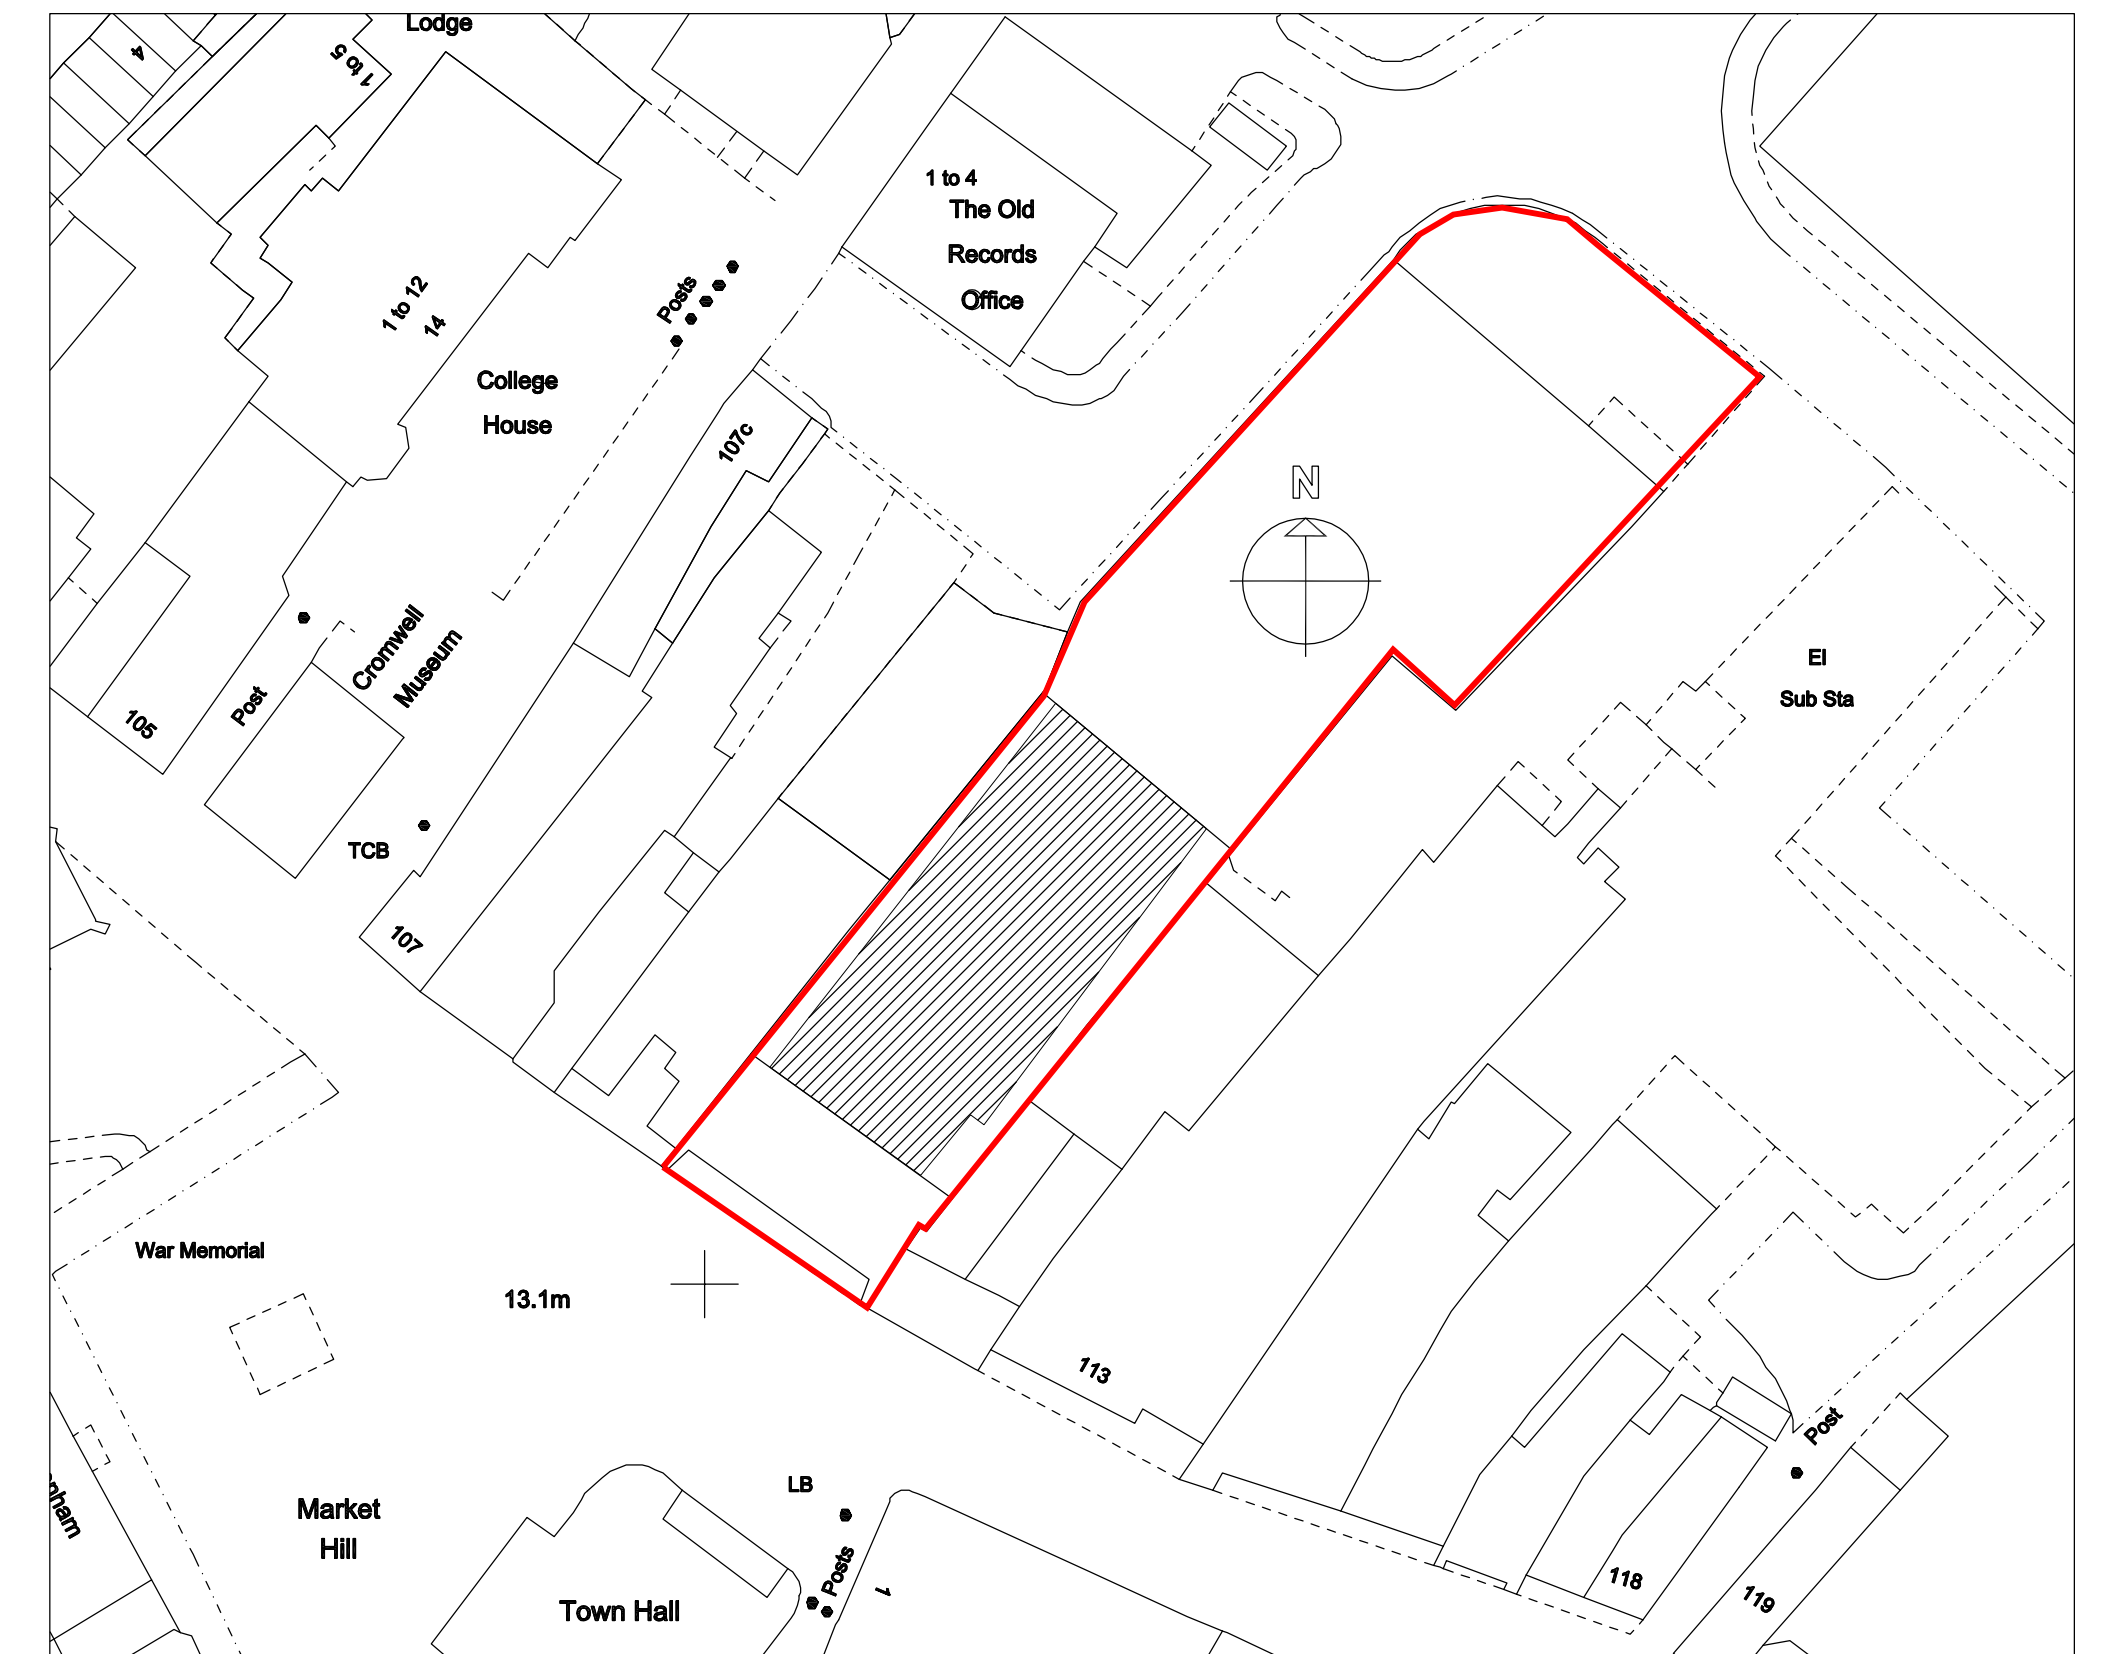 Lodge
4
1 to 5
1 to 4
The Old
Records
Office
1 to 12
14
Posts
College
House
107c
N
Cromwell
Museum
El
Sub Sta
105
Post
TCB
107
War Memorial
13.1m
113
Post
LB
Market
Hill
Posts
1
Town Hall
118
119